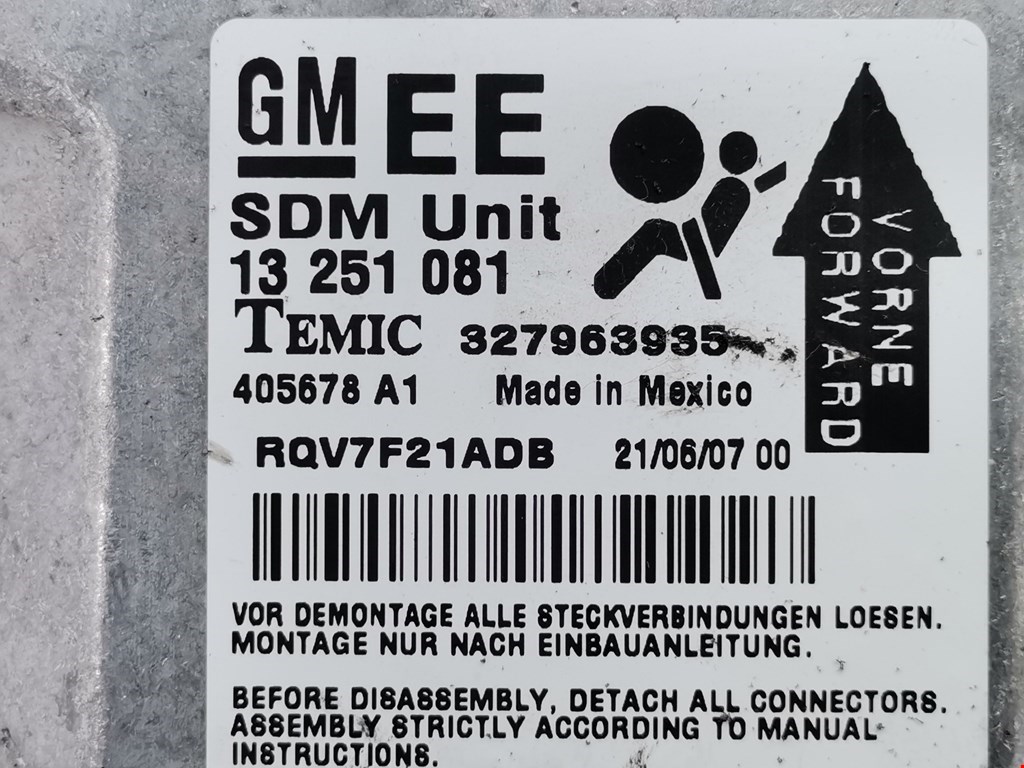 GM EE
SDM Unit
13 251 081
TEMIC 327963935
405678 A1 Made in Mexico
RQV7F21ADB 21/06/07 00
VORNE
FORWARD
VOR DEMONTAGE ALLE STECKVERBINDUNGEN LOESEN.
MONTAGE NUR NACH EINBAUANLEITUNG.
BEFORE DISASSEMBLY, DETACH ALL CONNECTORS.
ASSEMBLY STRICTLY ACCORDING TO MANUAL
INSTRUCTIONS.